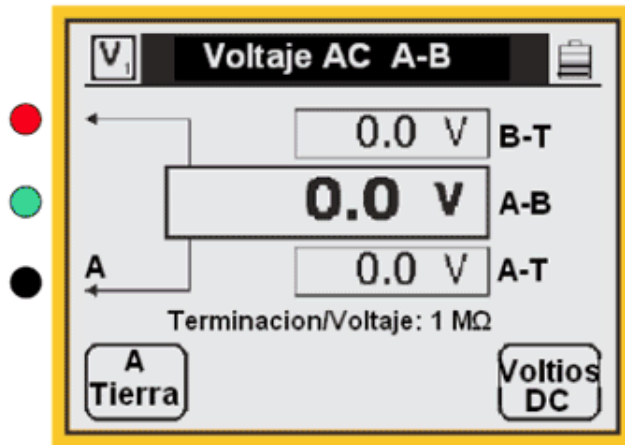 V1 Voltaje AC A-B
0.0 V B-T
0.0 V A-B
A 0.0 V A-T
Terminacion/Voltaje: 1 MΩ
A
Tierra
Voltios
DC